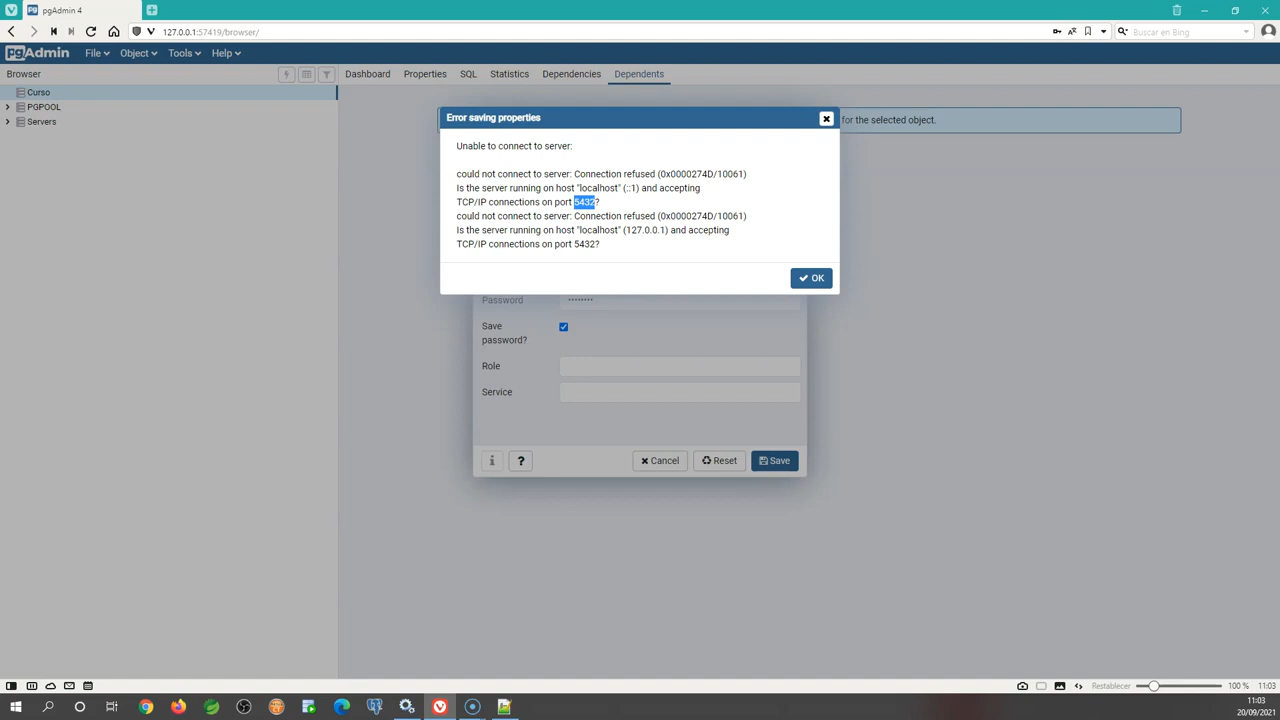 pgAdmin 4
127.0.0.1:57419/browser/
Buscar en Bing
pgAdmin File Object Tools Help
Browser
Dashboard Properties SQL Statistics Dependencies Dependents
Curso
PGPOOL
Servers
for the selected object.
Error saving properties
Unable to connect to server:
could not connect to server: Connection refused (0x0000274D/10061)
Is the server running on host "localhost" (::1) and accepting
TCP/IP connections on port 5432?
could not connect to server: Connection refused (0x0000274D/10061)
Is the server running on host "localhost" (127.0.0.1) and accepting
TCP/IP connections on port 5432?
OK
Password ••••••••
Save
password?
Role
Service
i ? Cancel Reset Save
Restablecer 100 % 11:03
11:03
20/09/2021